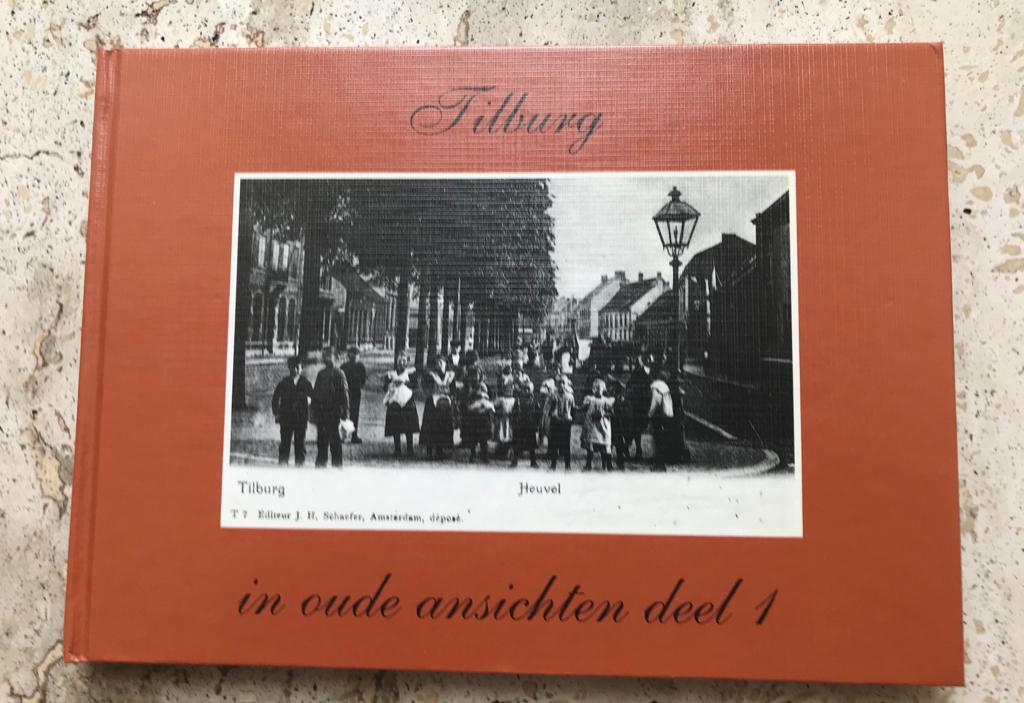 Tilburg
Tilburg Heuvel
T 7 Editeur J. H. Schaefer, Amsterdam, déposé.
in oude ansichten deel 1